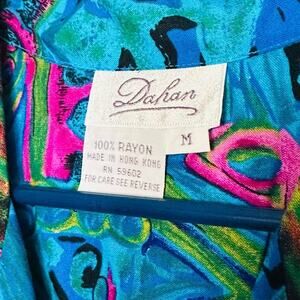 Dahan
M
100% RAYON
MADE IN HONG KONG
RN 59602
FOR CARE SEE REVERSE